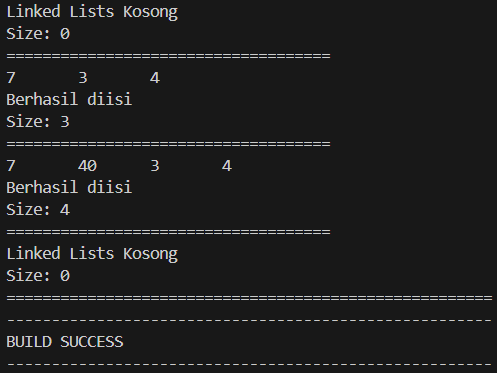 Linked Lists Kosong
Size: 0
====================================
7       3       4
Berhasil diisi
Size: 3
====================================
7       40      3       4
Berhasil diisi
Size: 4
====================================
Linked Lists Kosong
Size: 0
======================================================
------------------------------------------------------
BUILD SUCCESS
------------------------------------------------------